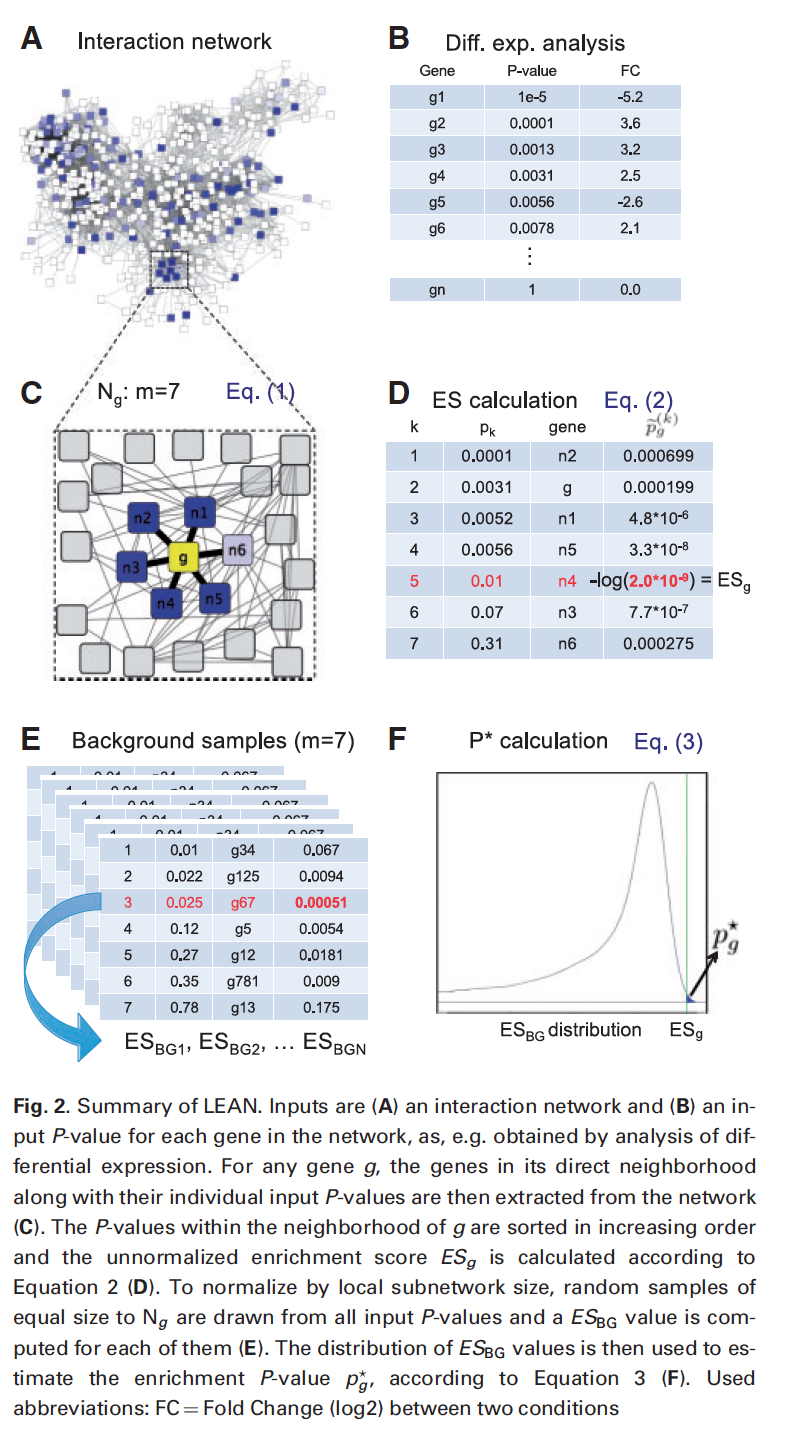 A Interaction network
B Diff. exp. analysis
Gene P-value FC
g1 1e-5 -5.2
g2 0,0001 3.6
g3 0,0013 3.2
g4 0,0031 2.5
g5 0,0056 -2.6
g6 0,0078 2.1
⋮
gn 1 0.0
C Ng: m=7 Eq. (1)
n2 n1
g n6
n3
n4 n5
D ES calculation Eq. (2)
k pk gene p̃g(k)
1 0.0001 n2 0.000699
2 0.0031 g 0.000199
3 0.0052 n1 4.8*10-6
4 0.0056 n5 3.3*10-8
5 0.01 n4 -log(2.0*10-9) = ESg
6 0.07 n3 7.7*10-7
7 0.31 n6 0.000275
E Background samples (m=7)
1 0.01 g34 0.067
2 0.022 g125 0.0094
3 0.025 g67 0.00051
4 0.12 g5 0.0054
5 0.27 g12 0.0181
6 0.35 g781 0.009
7 0.78 g13 0.175
ESBG1, ESBG2, … ESBGN
F P* calculation Eq. (3)
pg⋆
ESBG distribution ESg
Fig. 2. Summary of LEAN. Inputs are (A) an interaction network and (B) an in-
put P-value for each gene in the network, as, e.g. obtained by analysis of dif-
ferential expression. For any gene g, the genes in its direct neighborhood
along with their individual input P-values are then extracted from the network
(C). The P-values within the neighborhood of g are sorted in increasing order
and the unnormalized enrichment score ESg is calculated according to
Equation 2 (D). To normalize by local subnetwork size, random samples of
equal size to Ng are drawn from all input P-values and a ESBG value is com-
puted for each of them (E). The distribution of ESBG values is then used to es-
timate the enrichment P-value pg⋆, according to Equation 3 (F). Used
abbreviations: FC = Fold Change (log2) between two conditions